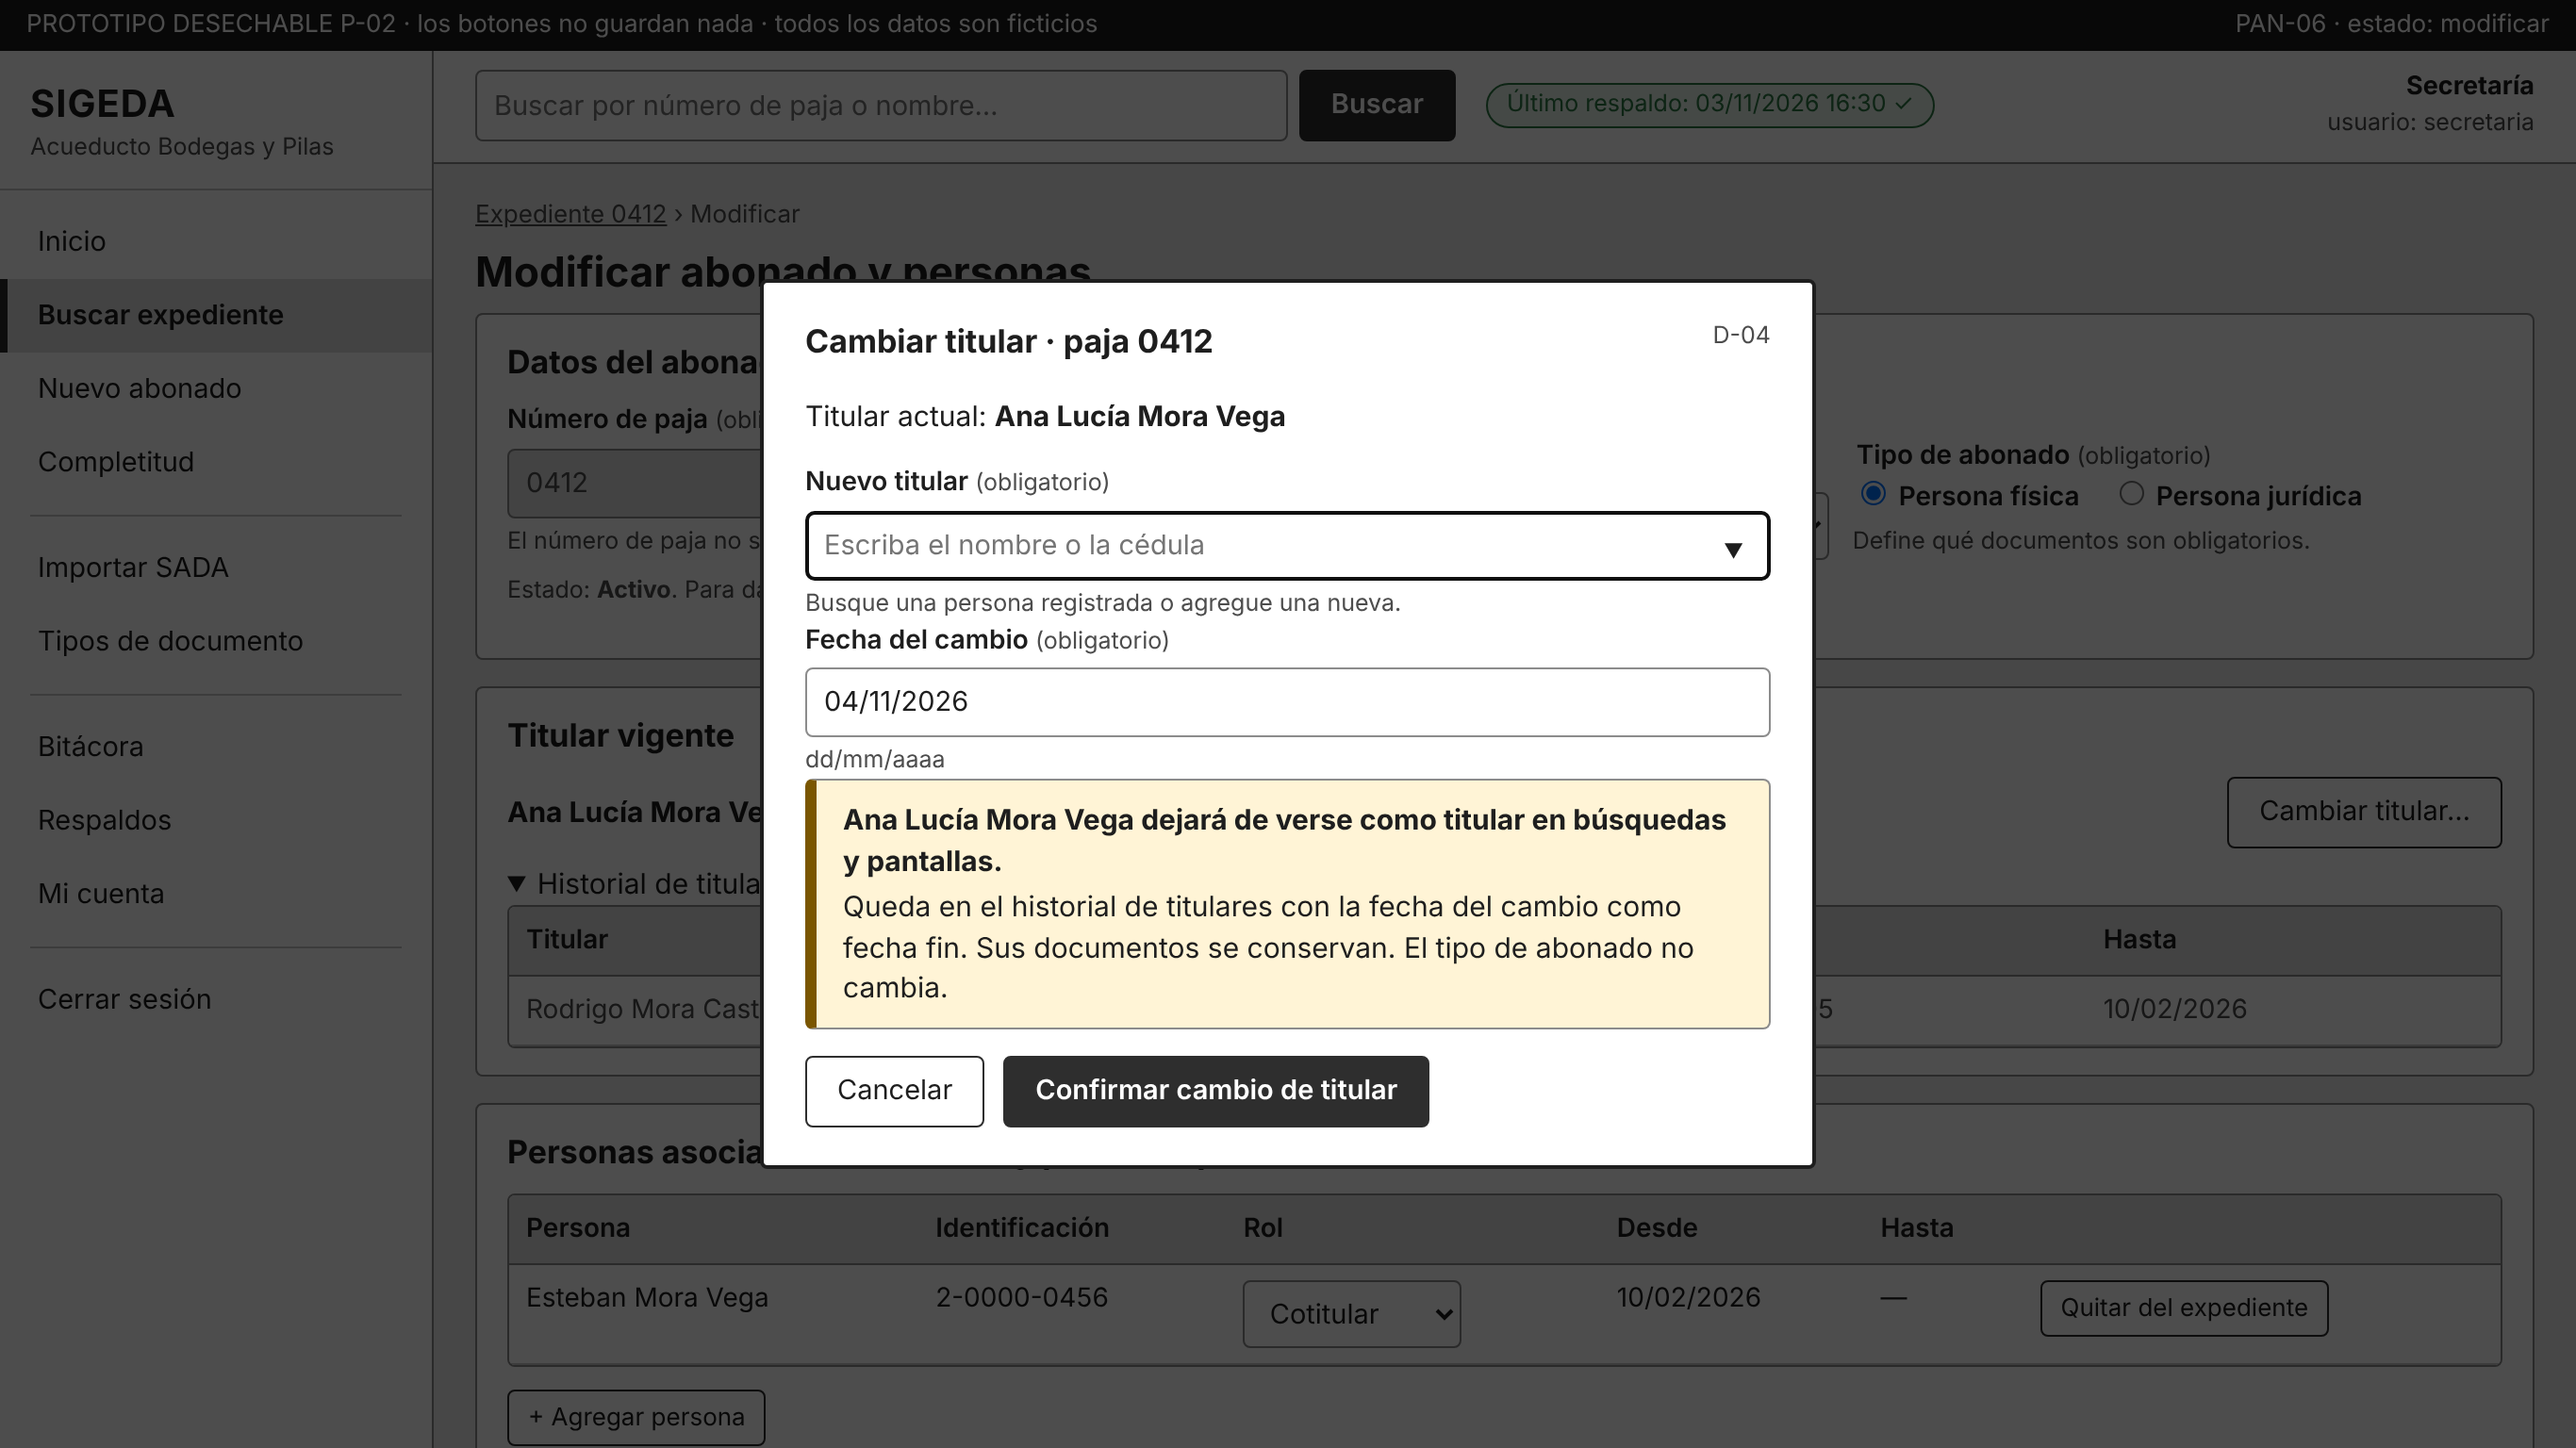 PROTOTIPO DESECHABLE P-02 · los botones no guardan nada · todos los datos son ficticios
PAN-06 · estado: modificar
SIGEDA
Acueducto Bodegas y Pilas
Buscar por número de paja o nombre...
Buscar
Último respaldo: 03/11/2026 16:30 ✓
Secretaría
usuario: secretaria
Inicio
Buscar expediente
Nuevo abonado
Completitud
Importar SADA
Tipos de documento
Bitácora
Respaldos
Mi cuenta
Cerrar sesión
Expediente 0412 › Modificar
Modificar abonado y personas
Datos del abona
Número de paja (obli
0412
El número de paja no s
Estado: Activo. Para da
Tipo de abonado (obligatorio)
Persona física
Persona jurídica
Define qué documentos son obligatorios.
Cambiar titular · paja 0412
D-04
Titular actual: Ana Lucía Mora Vega
Nuevo titular (obligatorio)
Escriba el nombre o la cédula
Busque una persona registrada o agregue una nueva.
Fecha del cambio (obligatorio)
04/11/2026
dd/mm/aaaa
Ana Lucía Mora Vega dejará de verse como titular en búsquedas
y pantallas.
Queda en el historial de titulares con la fecha del cambio como
fecha fin. Sus documentos se conservan. El tipo de abonado no
cambia.
Cancelar
Confirmar cambio de titular
Titular vigente
Ana Lucía Mora Ve
Cambiar titular...
▼ Historial de titula
Titular
Hasta
Rodrigo Mora Cast
5
10/02/2026
Personas asocia
Persona
Identificación
Rol
Desde
Hasta
Esteban Mora Vega
2-0000-0456
Cotitular
10/02/2026
—
Quitar del expediente
+ Agregar persona